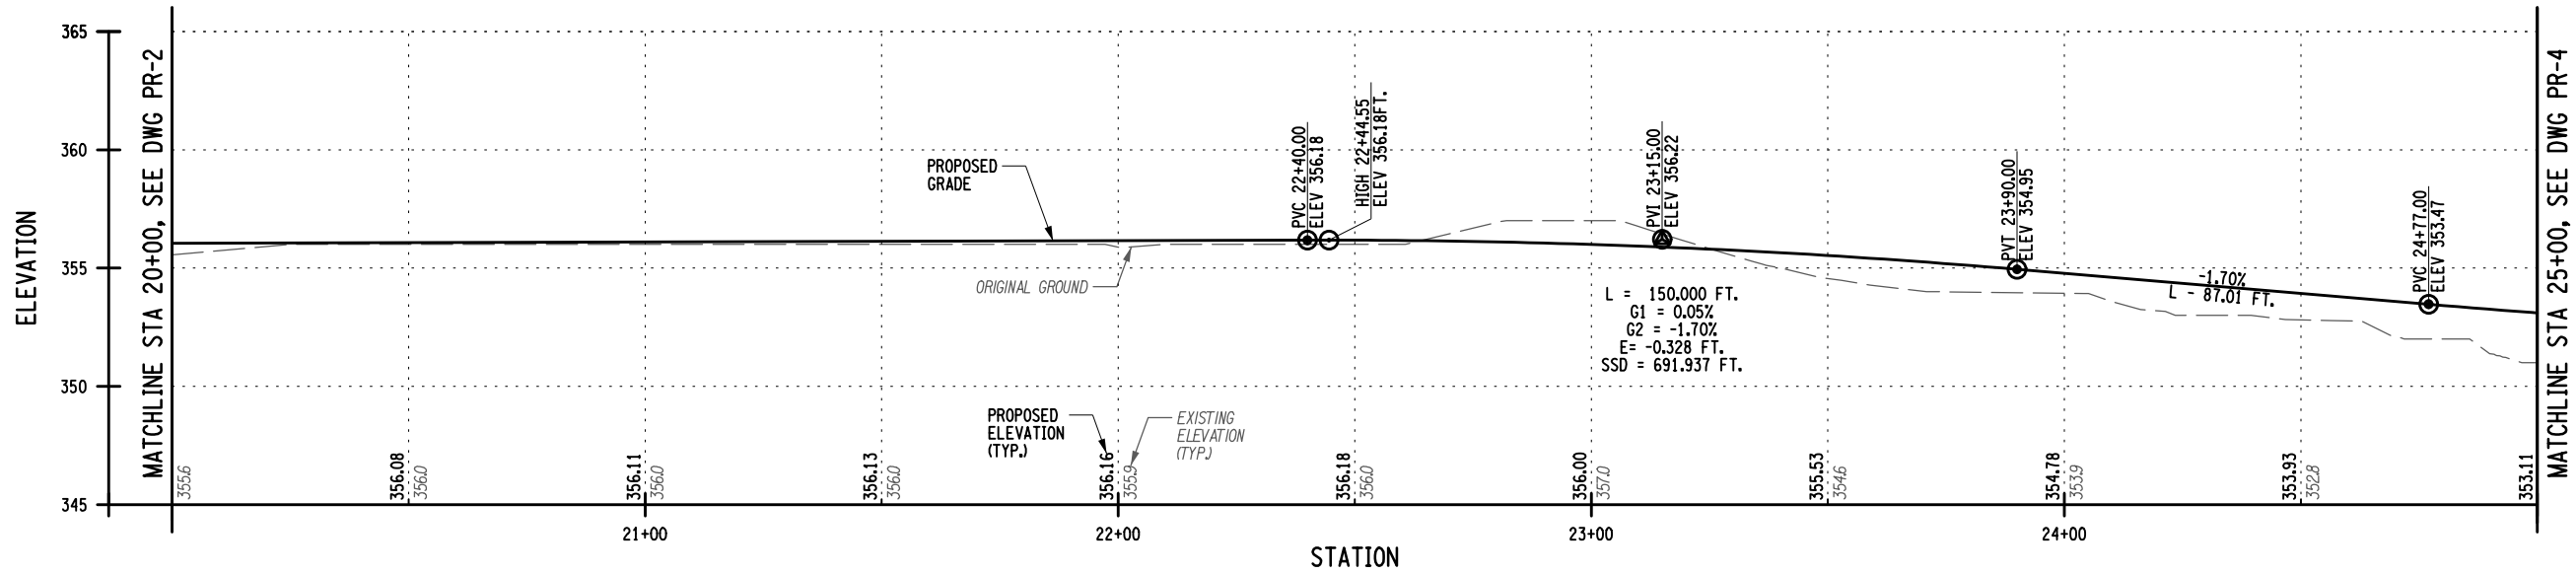 365
360
355
350
345
ELEVATION
MATCHLINE STA 20+00, SEE DWG PR-2
PROPOSED
GRADE
ORIGINAL GROUND
PVC 22+40.00
ELEV 356.18
HIGH 22+44.55
ELEV 356.18FT.
PVI 23+15.00
ELEV 356.22
L = 150.000 FT.
G1 = 0.05%
G2 = -1.70%
E= -0.328 FT.
SSD = 691.937 FT.
PVT 23+90.00
ELEV 354.95
-1.70%
L - 87.01 FT.
PVC 24+77.00
ELEV 353.47
MATCHLINE STA 25+00, SEE DWG PR-4
PROPOSED
ELEVATION
(TYP.)
EXISTING
ELEVATION
(TYP.)
355.6
356.08
356.0
356.11
356.0
356.13
356.0
356.16
355.9
356.18
356.0
356.00
357.0
355.53
354.6
354.78
353.9
353.93
352.8
353.11
21+00
22+00
23+00
24+00
STATION